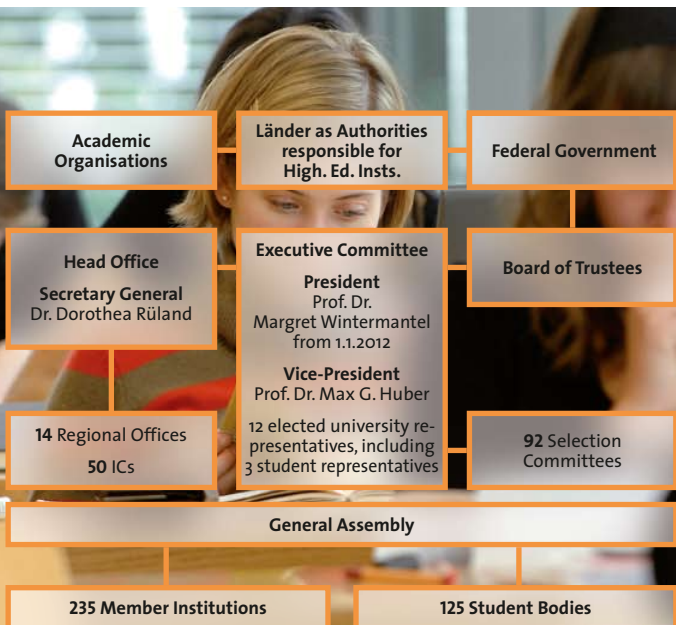 Academic
Organisations
Länder as Authorities
responsible for
High. Ed. Insts.
Federal Government
Head Office
Secretary General
Dr. Dorothea Rüland
Executive Committee
President
Prof. Dr.
Margret Wintermantel
from 1.1.2012
Vice-President
Prof. Dr. Max G. Huber
12 elected university re-
presentatives, including
3 student representatives
Board of Trustees
14 Regional Offices
50 ICs
92 Selection
Committees
General Assembly
235 Member Institutions
125 Student Bodies